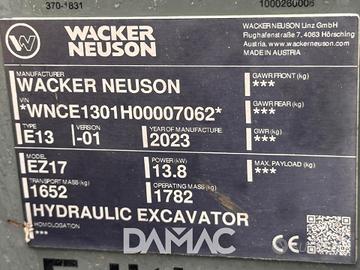 370-1831
1000260006
WACKER NEUSON
WACKER NEUSON Linz GmbH
Flughafenstraße 7, 4063 Hörsching
Austria, www.wackerneuson.com
MADE IN AUSTRIA
MANUFACTURER
WACKER NEUSON
VIN
*WNCE1301H00007062*
TYPE
VERSION
YEAR OF MANUFACTURE
E13
-01
2023
MODEL
POWER (kW)
EZ17
13.8
TRANSPORT MASS (kg)
OPERATING MASS (kg)
1652
1782
HYDRAULIC EXCAVATOR
HOMOLOGATION
***
GAWR FRONT (kg)
***
GAWR REAR (kg)
***
GWR (kg)
***
MAX. PAYLOAD (kg)
***
DAMAC
CE